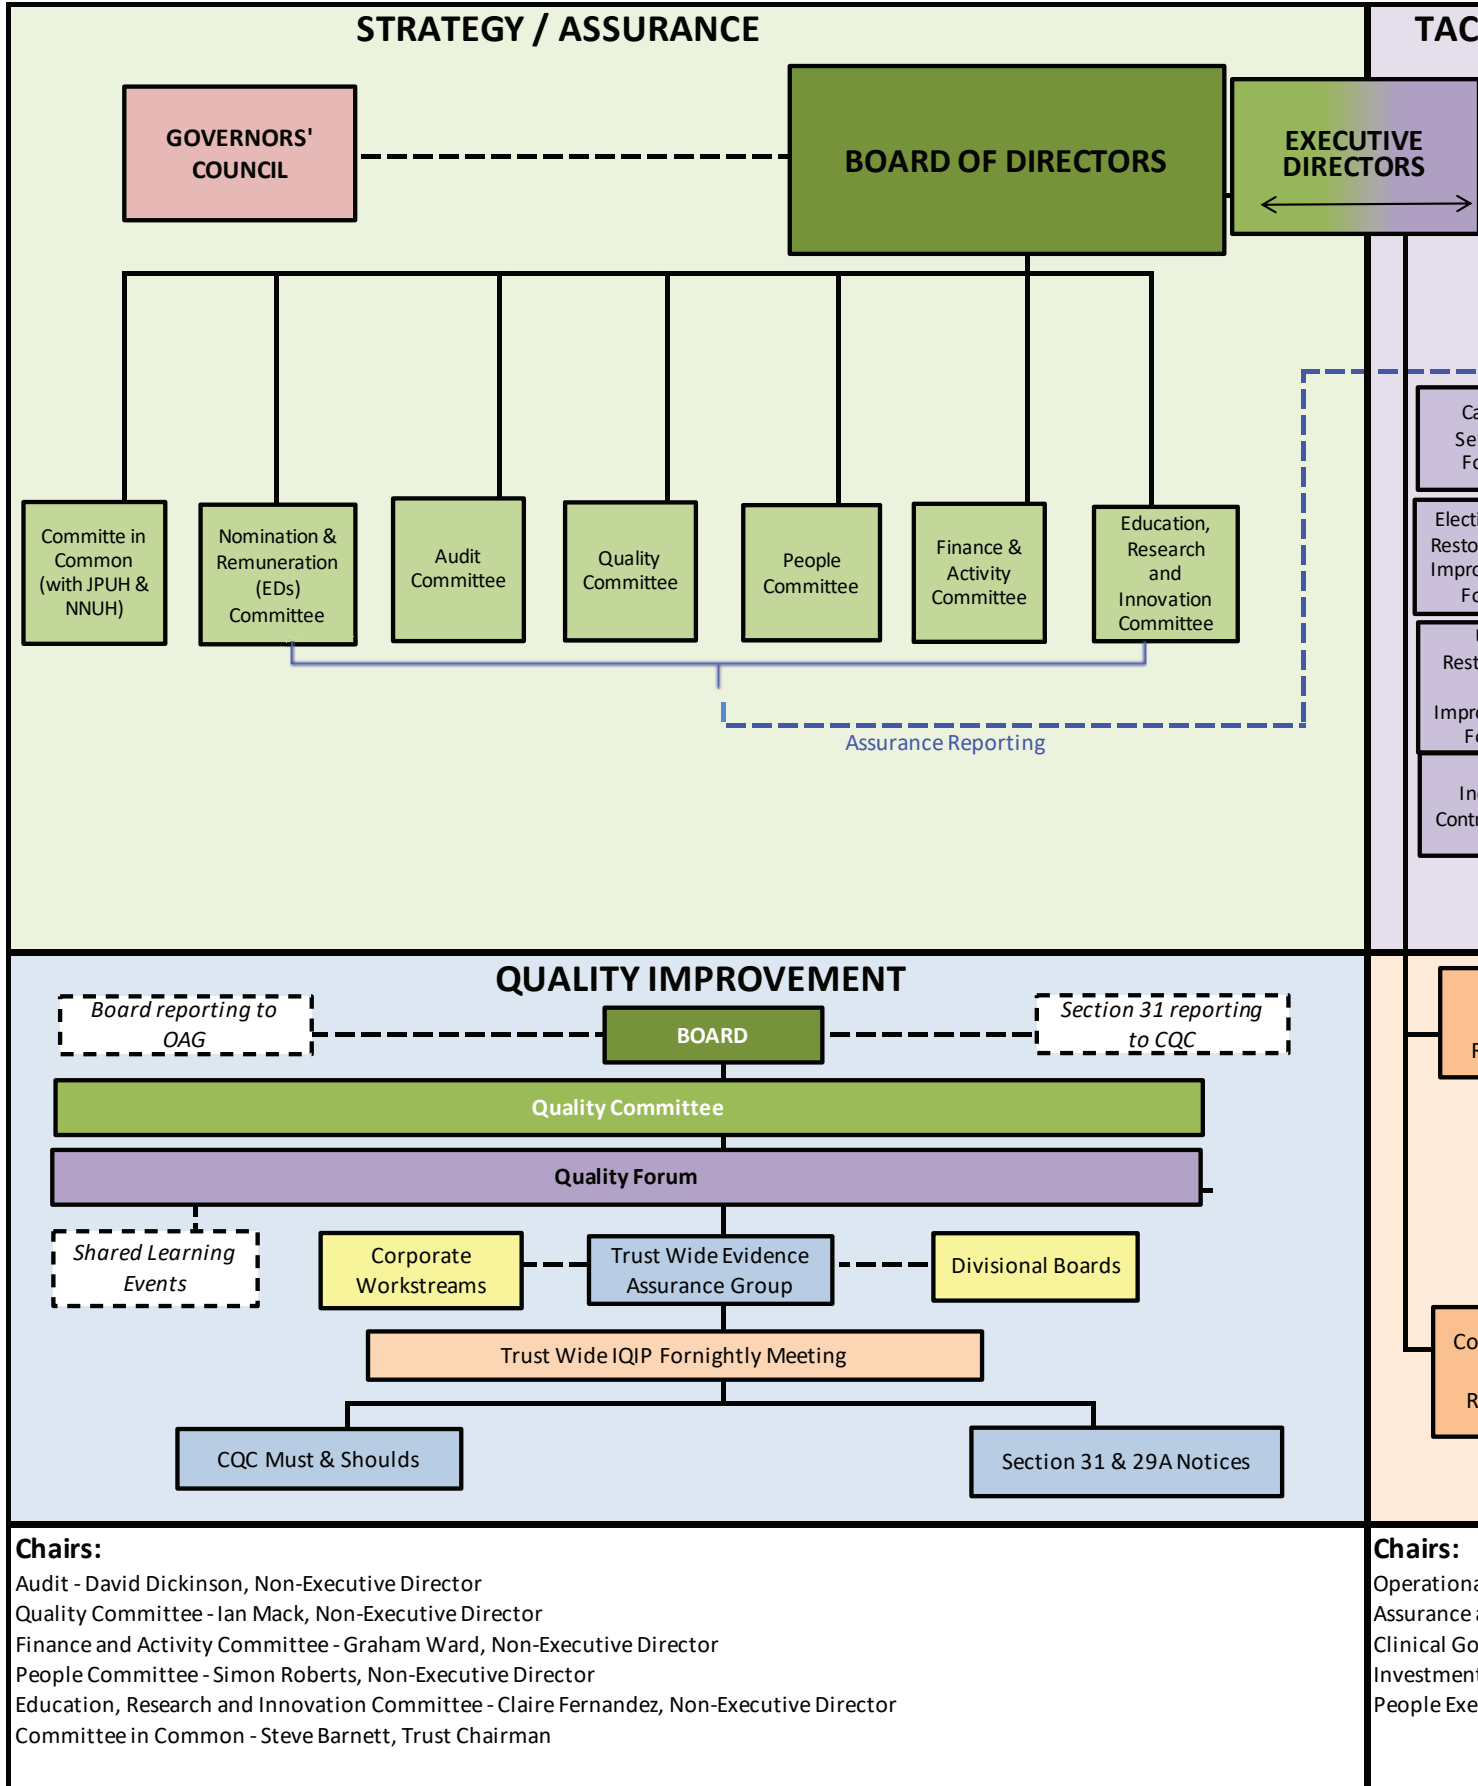 STRATEGY / ASSURANCE
GOVERNORS'
COUNCIL
BOARD OF DIRECTORS
EXECUTIVE
DIRECTORS
Committe in
Common
(with JPUH &
NNUH)
Nomination &
Remuneration
(EDs)
Committee
Audit
Committee
Quality
Committee
People
Committee
Finance &
Activity
Committee
Education,
Research
and
Innovation
Committee
Assurance Reporting
QUALITY IMPROVEMENT
Board reporting to
OAG
BOARD
Section 31 reporting
to CQC
Quality Committee
Quality Forum
Shared Learning
Events
Corporate
Workstreams
Trust Wide Evidence
Assurance Group
Divisional Boards
Trust Wide IQIP Fornightly Meeting
CQC Must & Shoulds
Section 31 & 29A Notices
Chairs:
Audit - David Dickinson, Non-Executive Director
Quality Committee - Ian Mack, Non-Executive Director
Finance and Activity Committee - Graham Ward, Non-Executive Director
People Committee - Simon Roberts, Non-Executive Director
Education, Research and Innovation Committee - Claire Fernandez, Non-Executive Director
Committee in Common - Steve Barnett, Trust Chairman
Chairs:
Assurance
Clinical
People